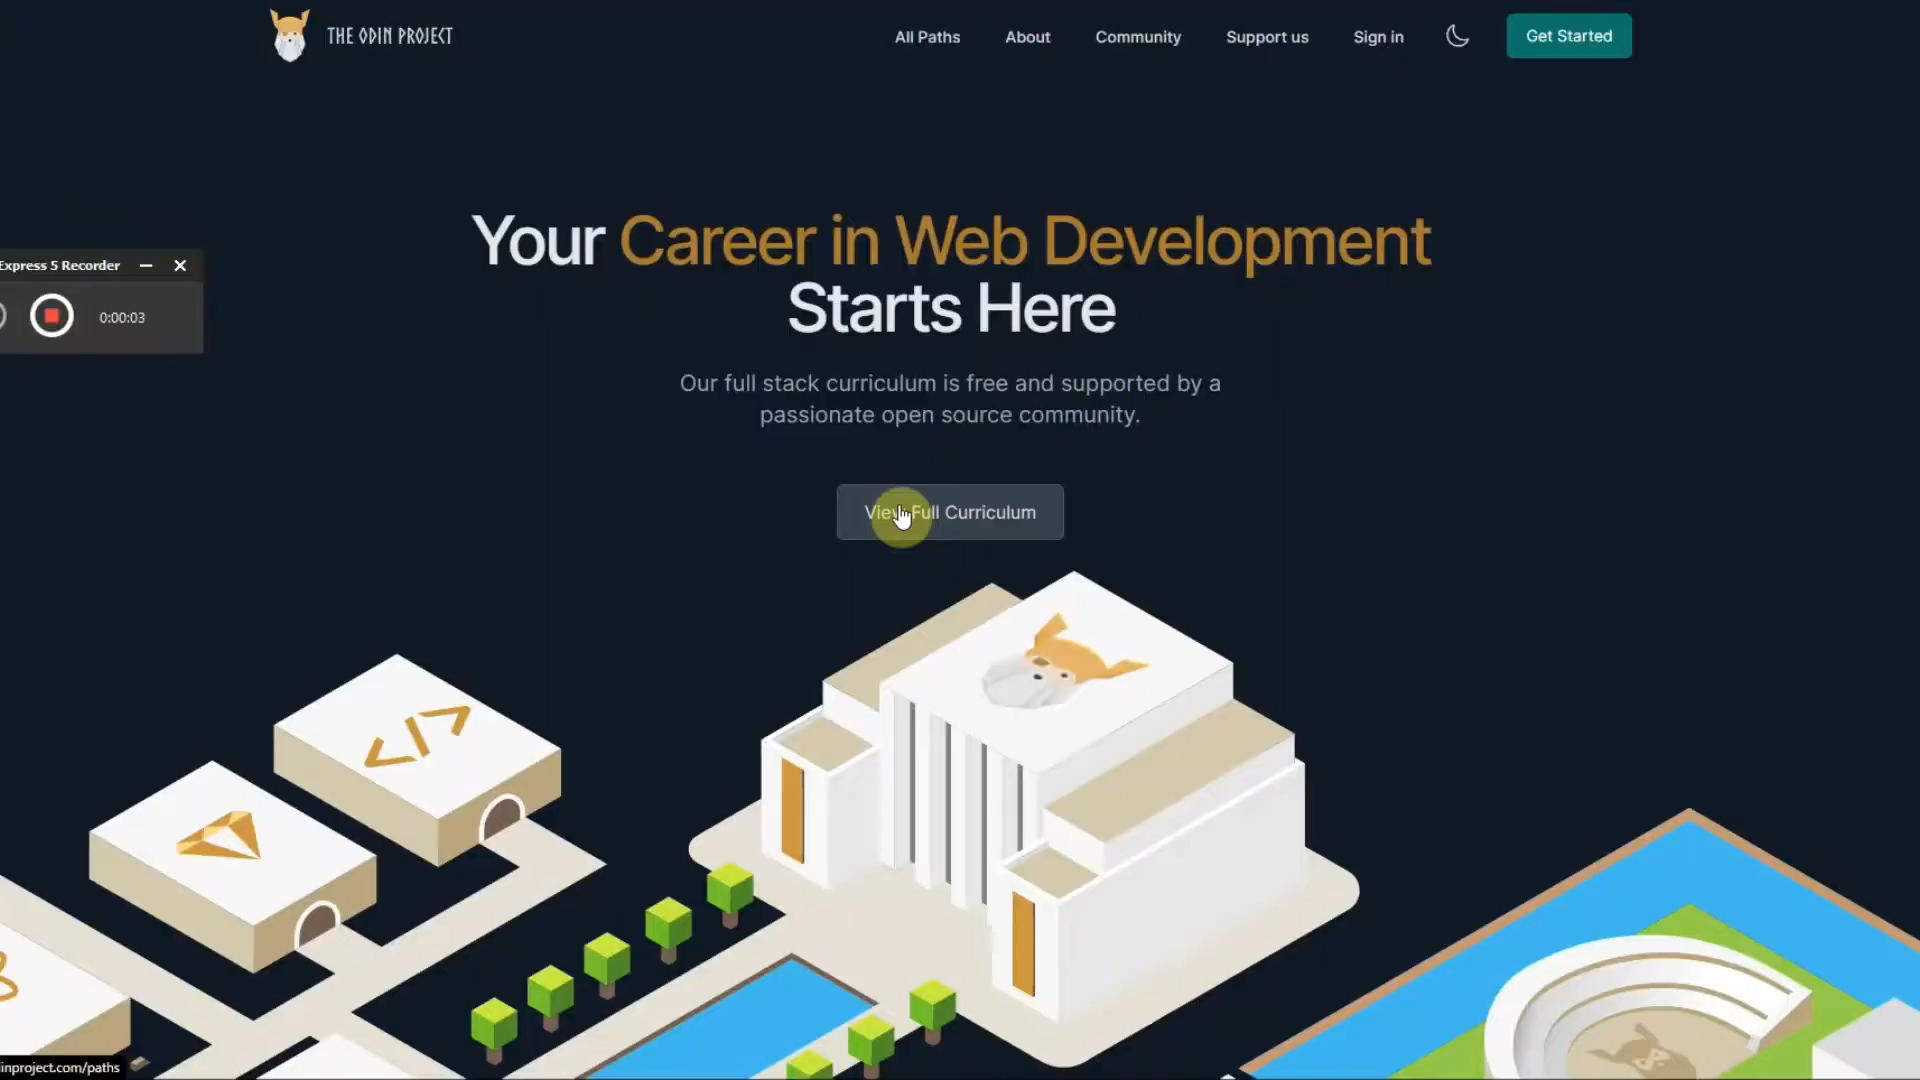 THE ODIN PROJECT
All Paths
About
Community
Support us
Sign in
Get Started
Your Career in Web Development
Starts Here
Express 5 Recorder
0:00:03
Our full stack curriculum is free and supported by a
passionate open source community.
View Full Curriculum
</>
inproject.com/paths